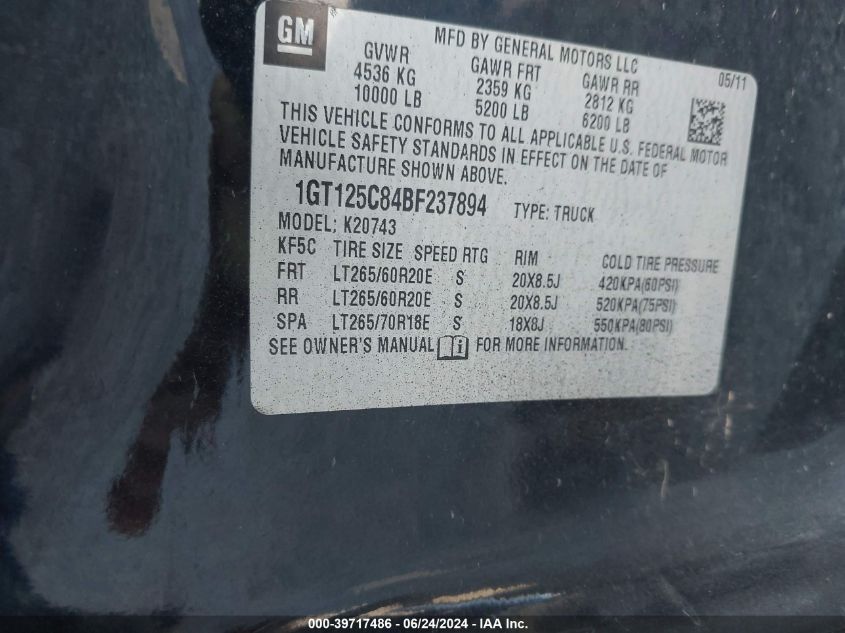 GM
MFD BY GENERAL MOTORS LLC
GVWR GAWR FRT GAWR RR 05/11
4536 KG 2359 KG 2812 KG
10000 LB 5200 LB 6200 LB
THIS VEHICLE CONFORMS TO ALL APPLICABLE U.S. FEDERAL MOTOR
VEHICLE SAFETY STANDARDS IN EFFECT ON THE DATE OF
MANUFACTURE SHOWN ABOVE.
1GT125C84BF237894 TYPE: TRUCK
MODEL: K20743
KF5C TIRE SIZE SPEED RTG RIM COLD TIRE PRESSURE
FRT LT265/60R20E S 20X8.5J 420KPA(60PSI)
RR LT265/60R20E S 20X8.5J 520KPA(75PSI)
SPA LT265/70R18E S 18X8J 550KPA(80PSI)
SEE OWNER'S MANUAL i FOR MORE INFORMATION.
000-39717486 - 06/24/2024 - IAA Inc.